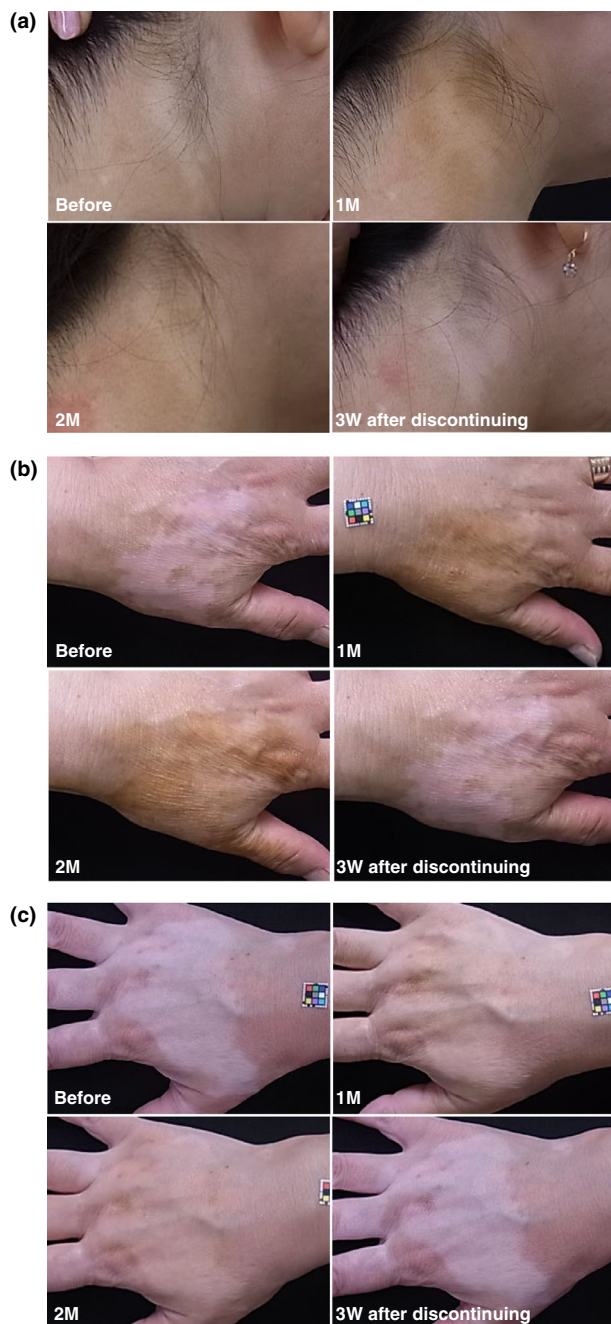 (a)
Before
1M
2M
3W after discontinuing
(b)
Before
1M
2M
3W after discontinuing
(c)
Before
1M
2M
3W after discontinuing